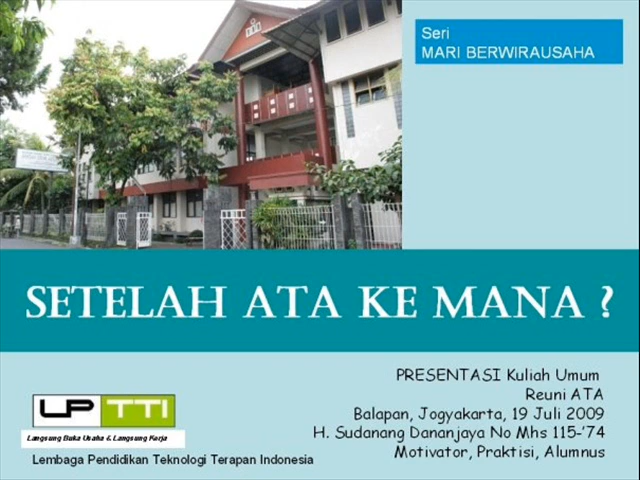 Seri
MARI BERWIRAUSAHA
SETELAH ATA KE MANA ?
PRESENTASI Kuliah Umum
Reuni ATA
Balapan, Jogyakarta, 19 Juli 2009
H. Sudanang Dananjaya No Mhs 115-'74
Motivator, Praktisi, Alumnus
LP TTI
Langsung Buka Usaha & Langsung Kerja
Lembaga Pendidikan Teknologi Terapan Indonesia